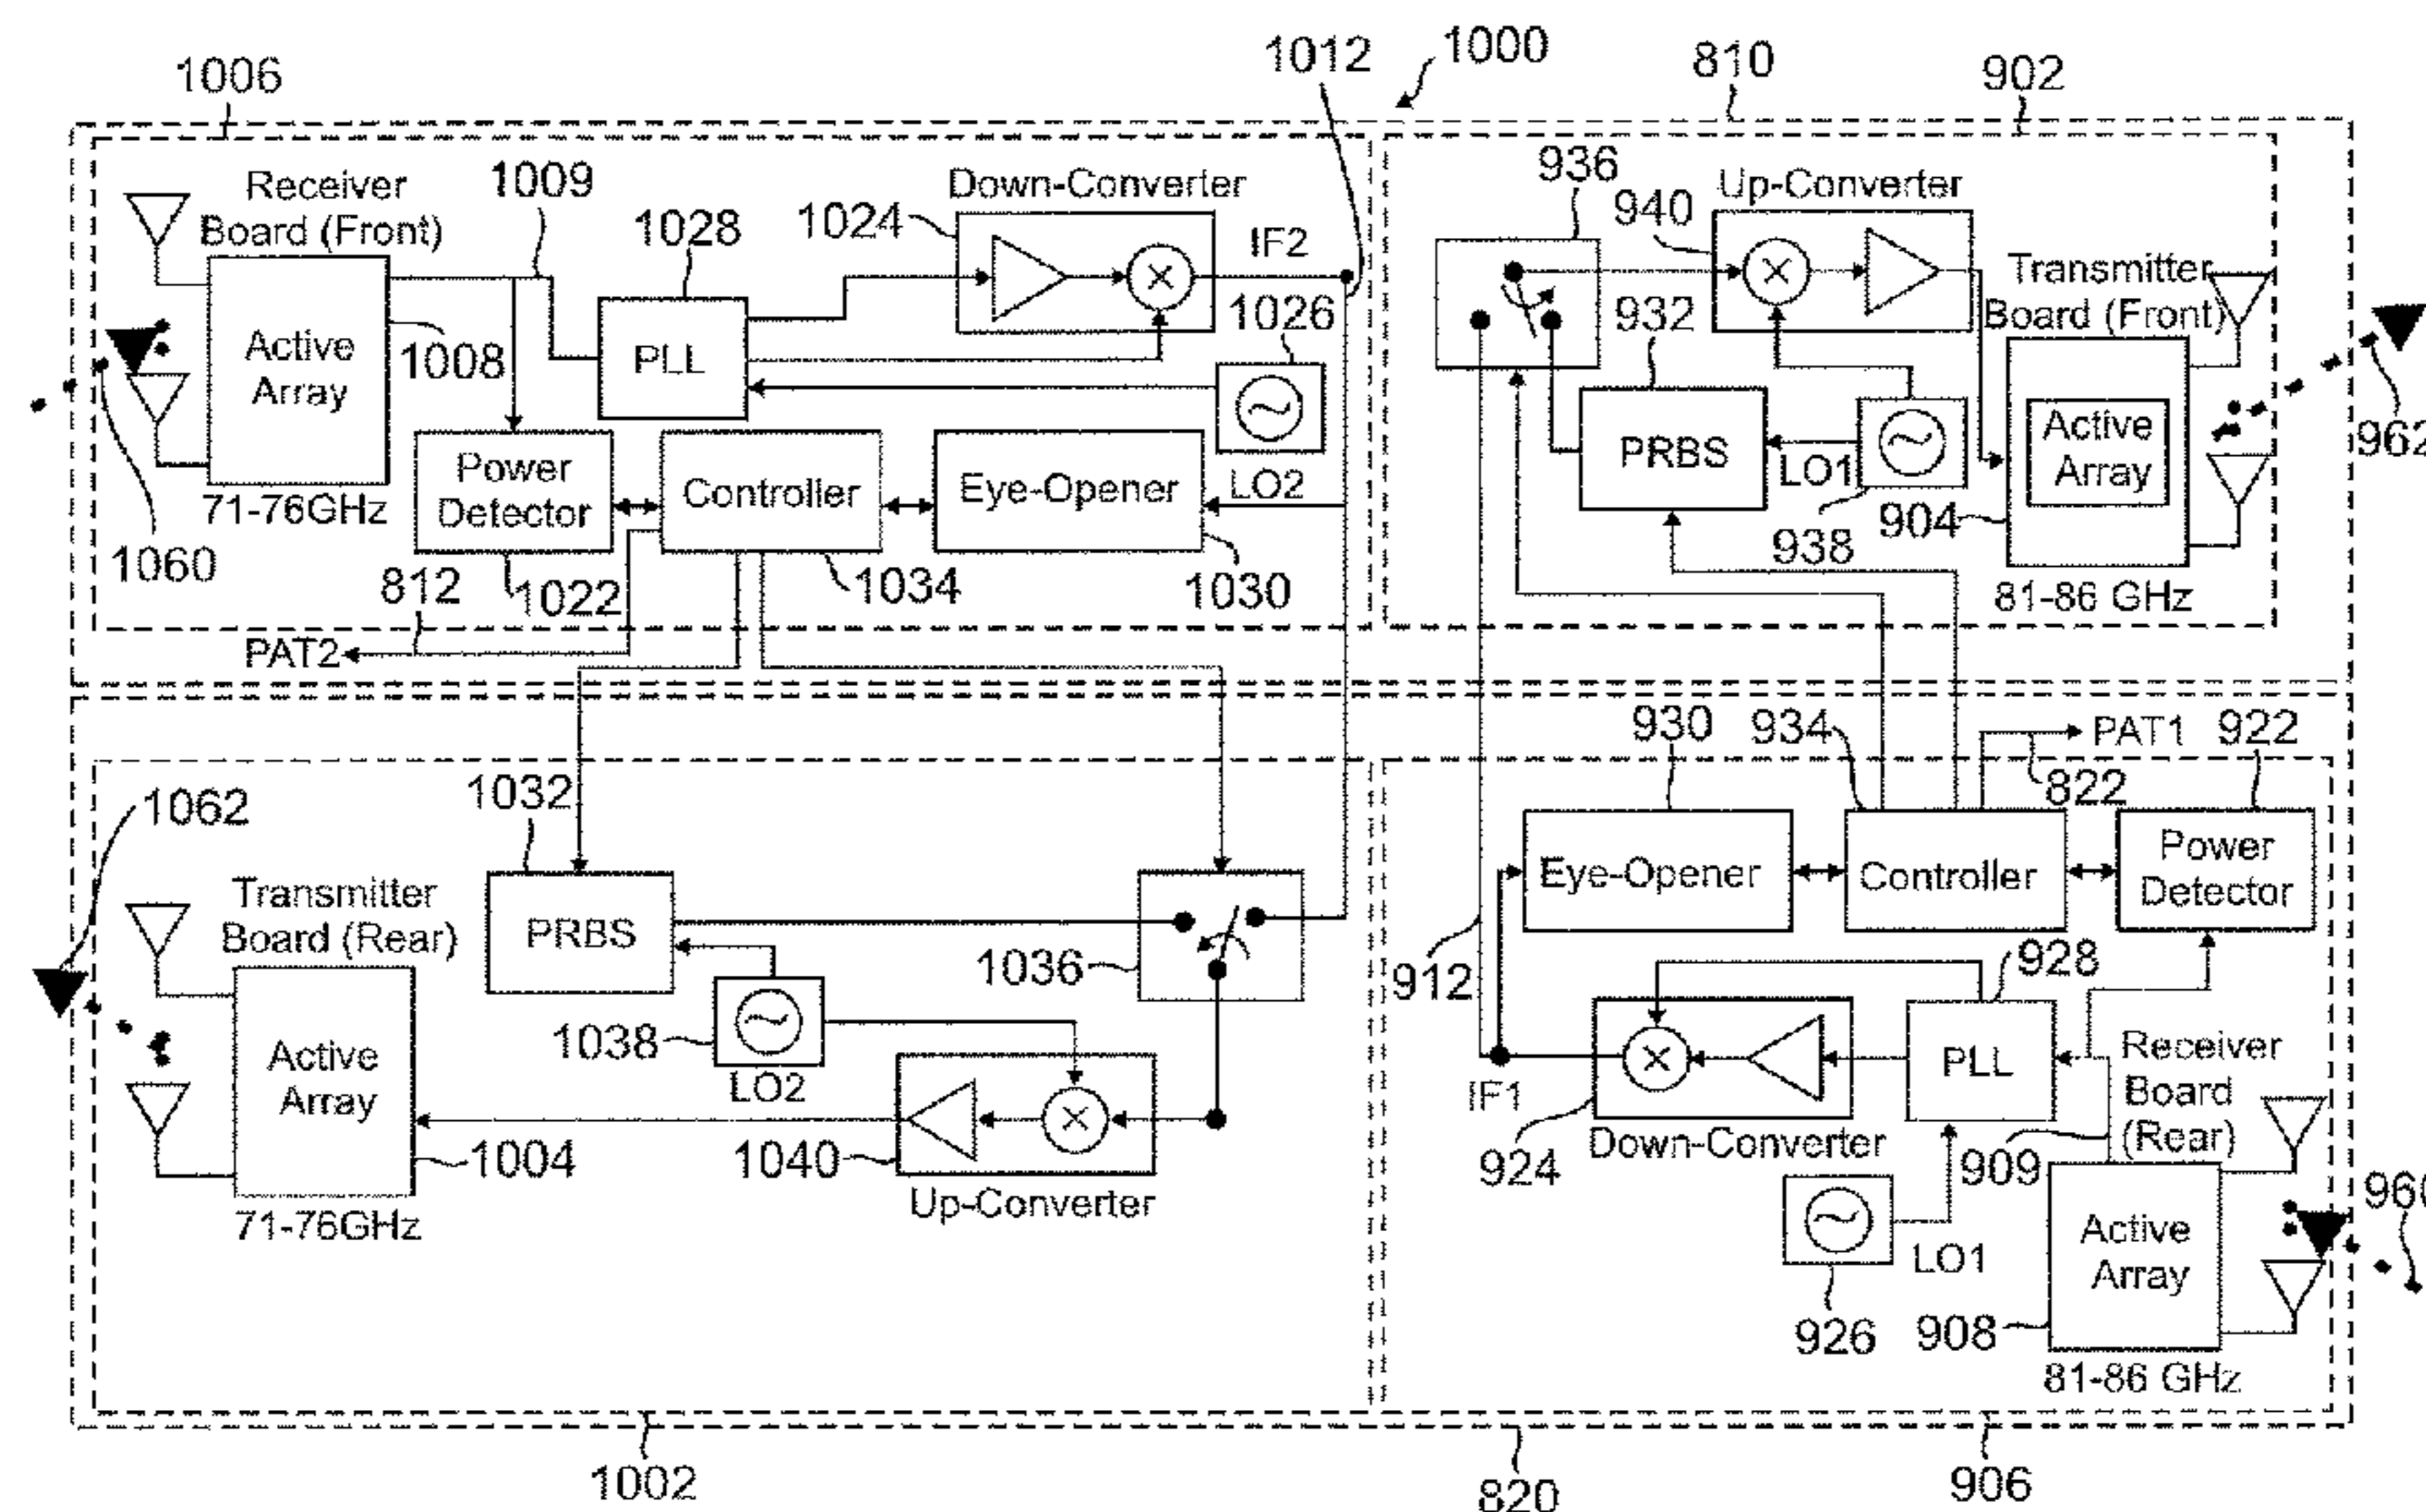 1012
1000
810
902
1006
936
Receiver
Board (Front)
1009
Down-Converter
940
Up-Converter
1028
1024
IF2
Transmitter
Board (Front)
1026
932
Active
Array
1008
PLL
962
Active
Array
Power
Detector
Controller
Eye-Opener
LO2
PRBS
LO1
71-76GHz
904
938
1060
812
1022
1034
1030
81-86 GHz
PAT2
930
934
PAT1
922
822
1032
1062
Transmitter
Board (Rear)
PRBS
Eye-Opener
Controller
Power
Detector
1036
912
928
1038
Active
Array
LO2
IF1
PLL
Receiver
Board
(Rear)
1004
1040
924
Down-Converter
909
71-76GHz
Up-Converter
LO1
Active
Array
926
908
81-86 GHz
1002
820
906